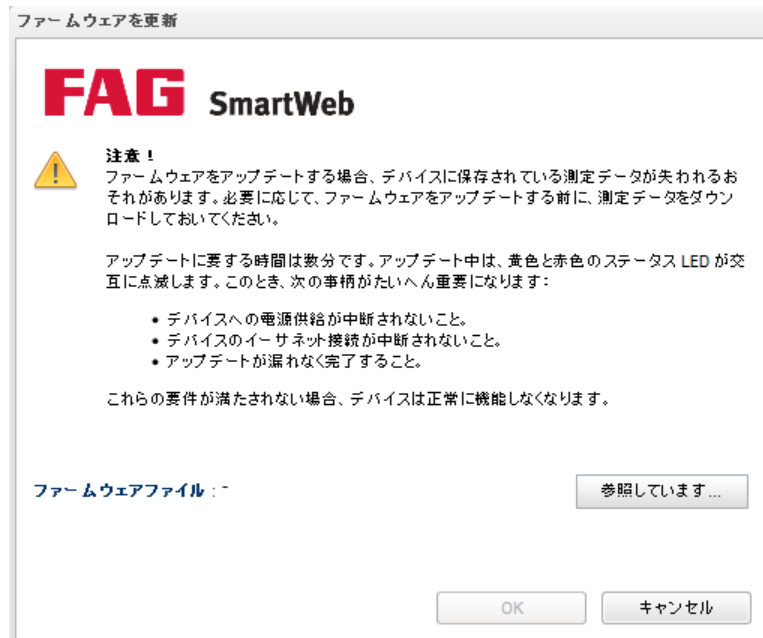 ファームウェアを更新
FAG SmartWeb
注意！
ファームウェアをアップデートする場合、デバイスに保存されている測定データが失われるお
それがあります。必要に応じて、ファームウェアをアップデートする前に、測定データをダウン
ロードしておいてください。
アップデートに要する時間は数分です。アップデート中は、黄色と赤色のステータス LED が交
互に点滅します。このとき、次の事柄がたいへん重要になります：
• デバイスへの電源供給が中断されないこと。
• デバイスのイーサネット接続が中断されないこと。
• アップデートが漏れなく完了すること。
これらの要件が満たされない場合、デバイスは正常に機能しなくなります。
ファームウェアファイル : -
参照しています...
OK
キャンセル